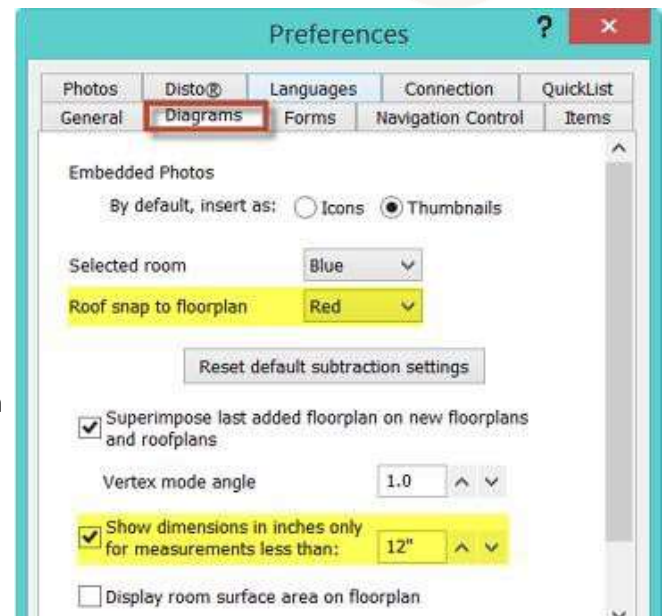 Preferences ? ×
Photos Disto® Languages Connection QuickList
General Diagrams Forms Navigation Control Items
Embedded Photos
By default, insert as: Icons Thumbnails
Selected room Blue
Roof snap to floorplan Red
Reset default subtraction settings
Superimpose last added floorplan on new floorplans
and roofplans
Vertex mode angle 1.0
Show dimensions in inches only
for measurements less than: 12"
Display room surface area on floorplan